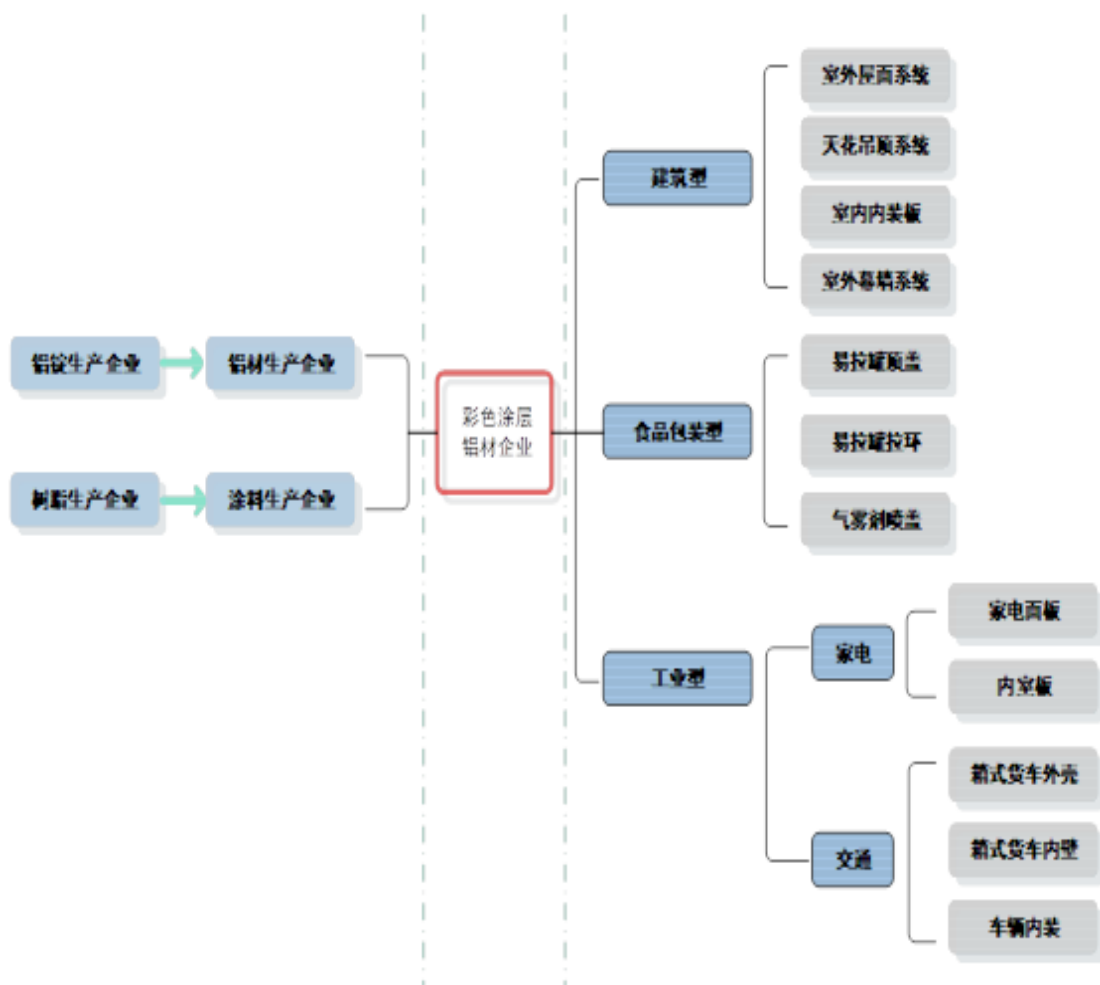 铝锭生产企业
铝材生产企业
树脂生产企业
涂料生产企业
彩色涂层
铝材企业
建筑型
室外屋面系统
天花吊顶系统
室内内装板
室外幕墙系统
食品包装型
易拉罐顶盖
易拉罐拉环
气雾剂喷盖
工业型
家电
家电面板
内室板
交通
箱式货车外壳
箱式货车内壁
车辆内装